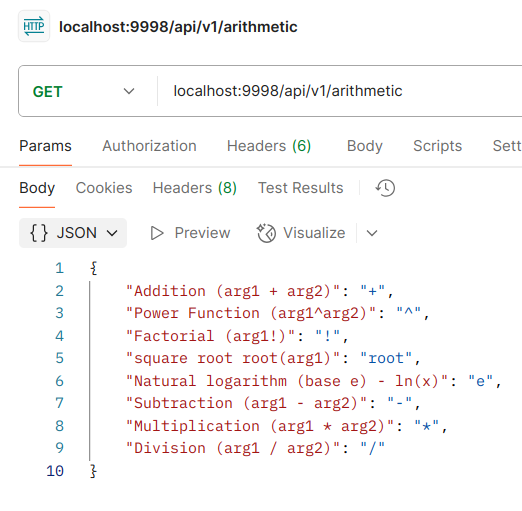 HTTP localhost:9998/api/v1/arithmetic
GET localhost:9998/api/v1/arithmetic
Params Authorization Headers (6) Body Scripts Sett
Body Cookies Headers (8) Test Results
{} JSON Preview Visualize
1 {
2 "Addition (arg1 + arg2)": "+",
3 "Power Function (arg1^arg2)": "^",
4 "Factorial (arg1!)": "!",
5 "square root root(arg1)": "root",
6 "Natural logarithm (base e) - ln(x)": "e",
7 "Subtraction (arg1 - arg2)": "-",
8 "Multiplication (arg1 * arg2)": "*",
9 "Division (arg1 / arg2)": "/"
10 }